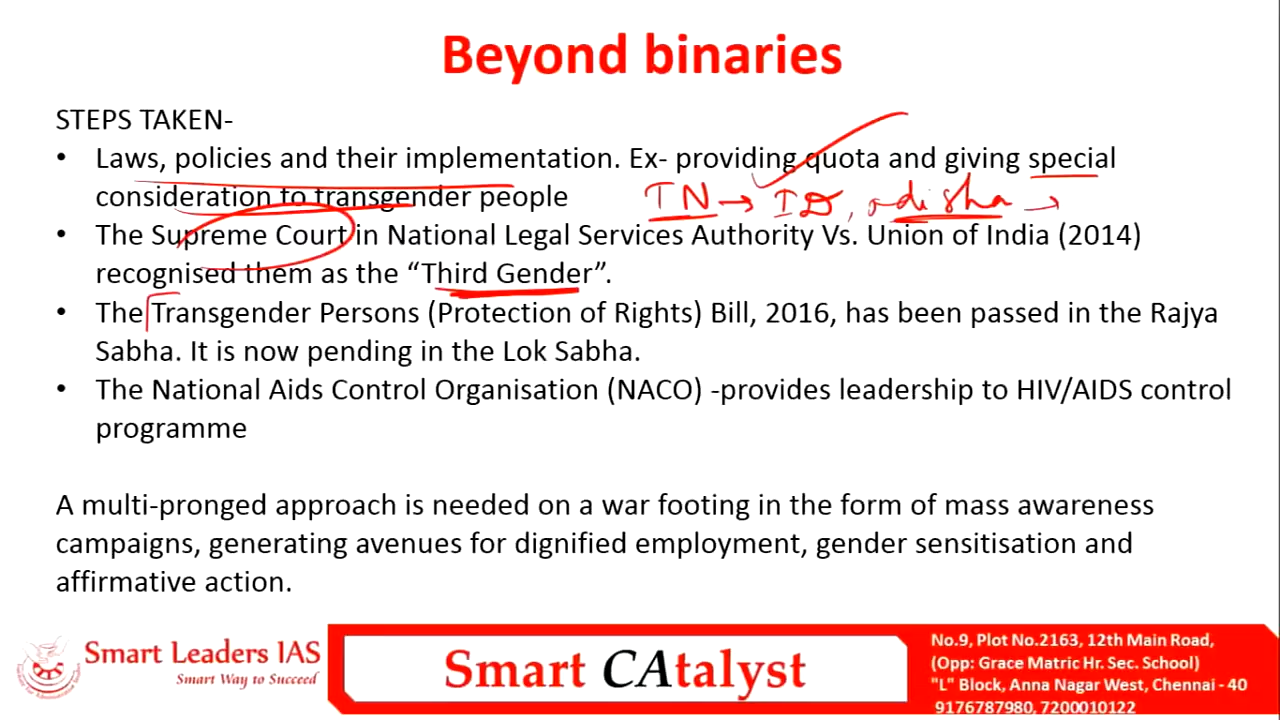 Beyond binaries
STEPS TAKEN-
• Laws, policies and their implementation. Ex- providing quota and giving special
consideration to transgender people
TN → ID, odisha →
• The Supreme Court in National Legal Services Authority Vs. Union of India (2014)
recognised them as the “Third Gender”.
• The Transgender Persons (Protection of Rights) Bill, 2016, has been passed in the Rajya
Sabha. It is now pending in the Lok Sabha.
• The National Aids Control Organisation (NACO) -provides leadership to HIV/AIDS control
programme
A multi-pronged approach is needed on a war footing in the form of mass awareness
campaigns, generating avenues for dignified employment, gender sensitisation and
affirmative action.
Smart Leaders IAS
Smart Way to Succeed
Smart CAtalyst
No.9, Plot No.2163, 12th Main Road,
(Opp: Grace Matric Hr. Sec. School)
"L" Block, Anna Nagar West, Chennai - 40
9176787980, 7200010122